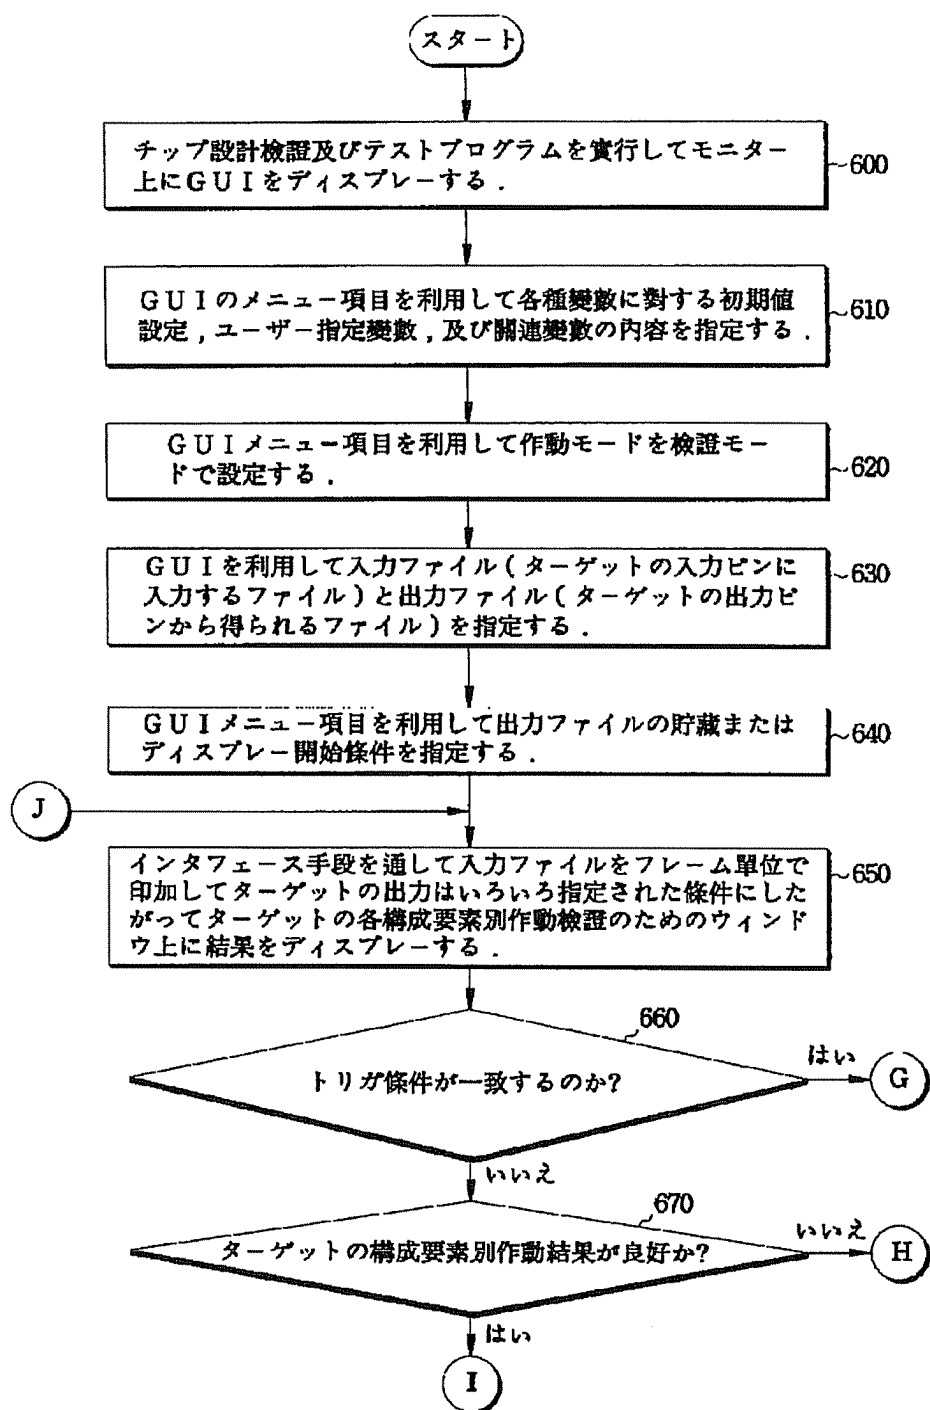 スタート
チップ設計檢證及びテストプログラムを實行してモニター
上にGUIをディスプレーする.
600
GUIのメニュー項目を利用して各種變數に對する初期値
設定,ユーザー指定變數,及び關連變數の内容を指定する.
610
GUIメニュー項目を利用して作動モードを檢證モー
ドで設定する.
620
GUIを利用して入力ファイル(ターゲットの入力ピンに
入力するファイル)と出力ファイル(ターゲットの出力ピ
ンから得られるファイル)を指定する.
630
GUIメニュー項目を利用して出力ファイルの貯藏または
ディスプレー開始條件を指定する.
640
J
インタフェース手段を通して入力ファイルをフレーム單位で
印加してターゲットの出力はいろいろ指定された條件にした
がってターゲットの各構成要素別作動檢證のためのウィンド
ウ上に結果をディスプレーする.
650
660
トリガ條件が一致するのか?
はい
G
いいえ
670
ターゲットの構成要素別作動結果が良好か?
いいえ
H
はい
I